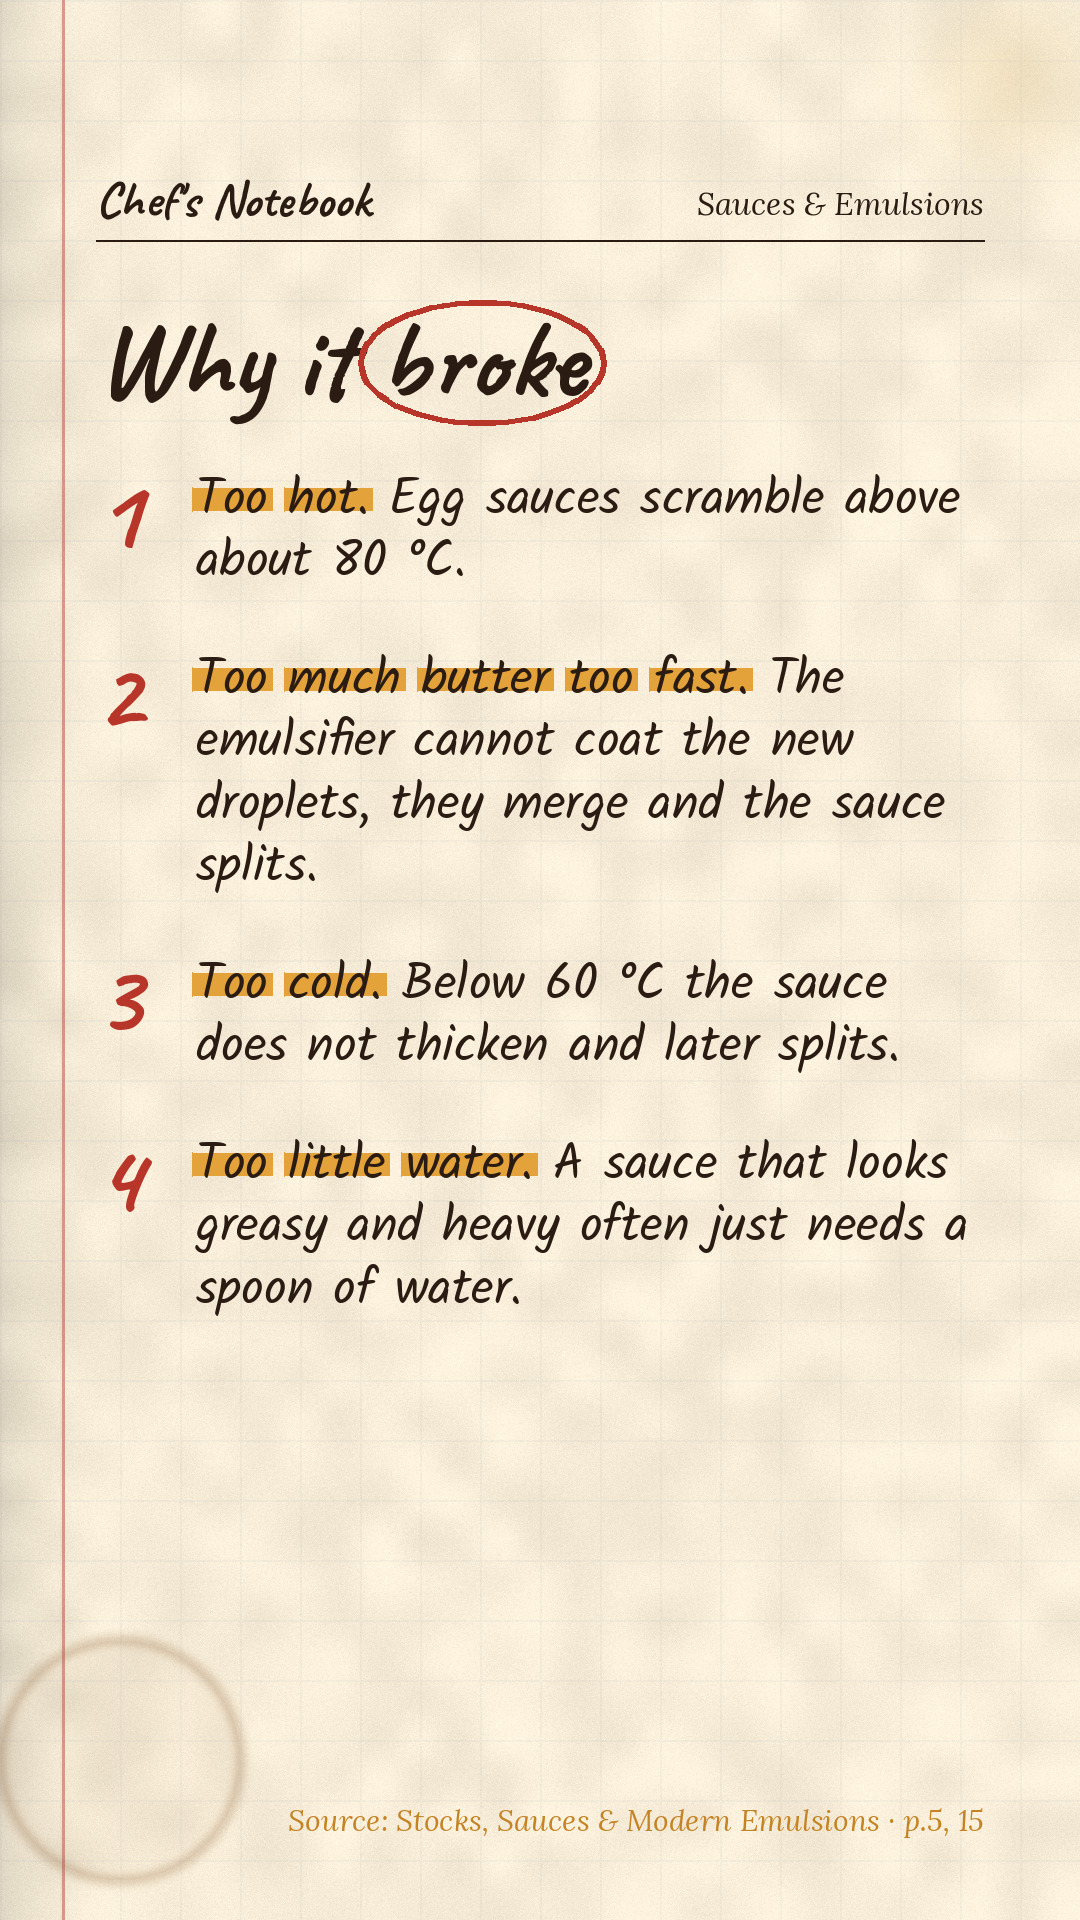 Chef's Notebook
Sauces & Emulsions
Why it broke
1 Too hot. Egg sauces scramble above
about 80 °C.
2 Too much butter too fast. The
emulsifier cannot coat the new
droplets, they merge and the sauce
splits.
3 Too cold. Below 60 °C the sauce
does not thicken and later splits.
4 Too little water. A sauce that looks
greasy and heavy often just needs a
spoon of water.
Source: Stocks, Sauces & Modern Emulsions · p.5, 15